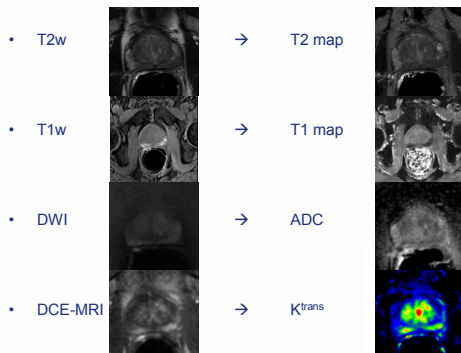 • T2w → T2 map
• T1w → T1 map
• DWI → ADC
• DCE-MRI → Ktrans